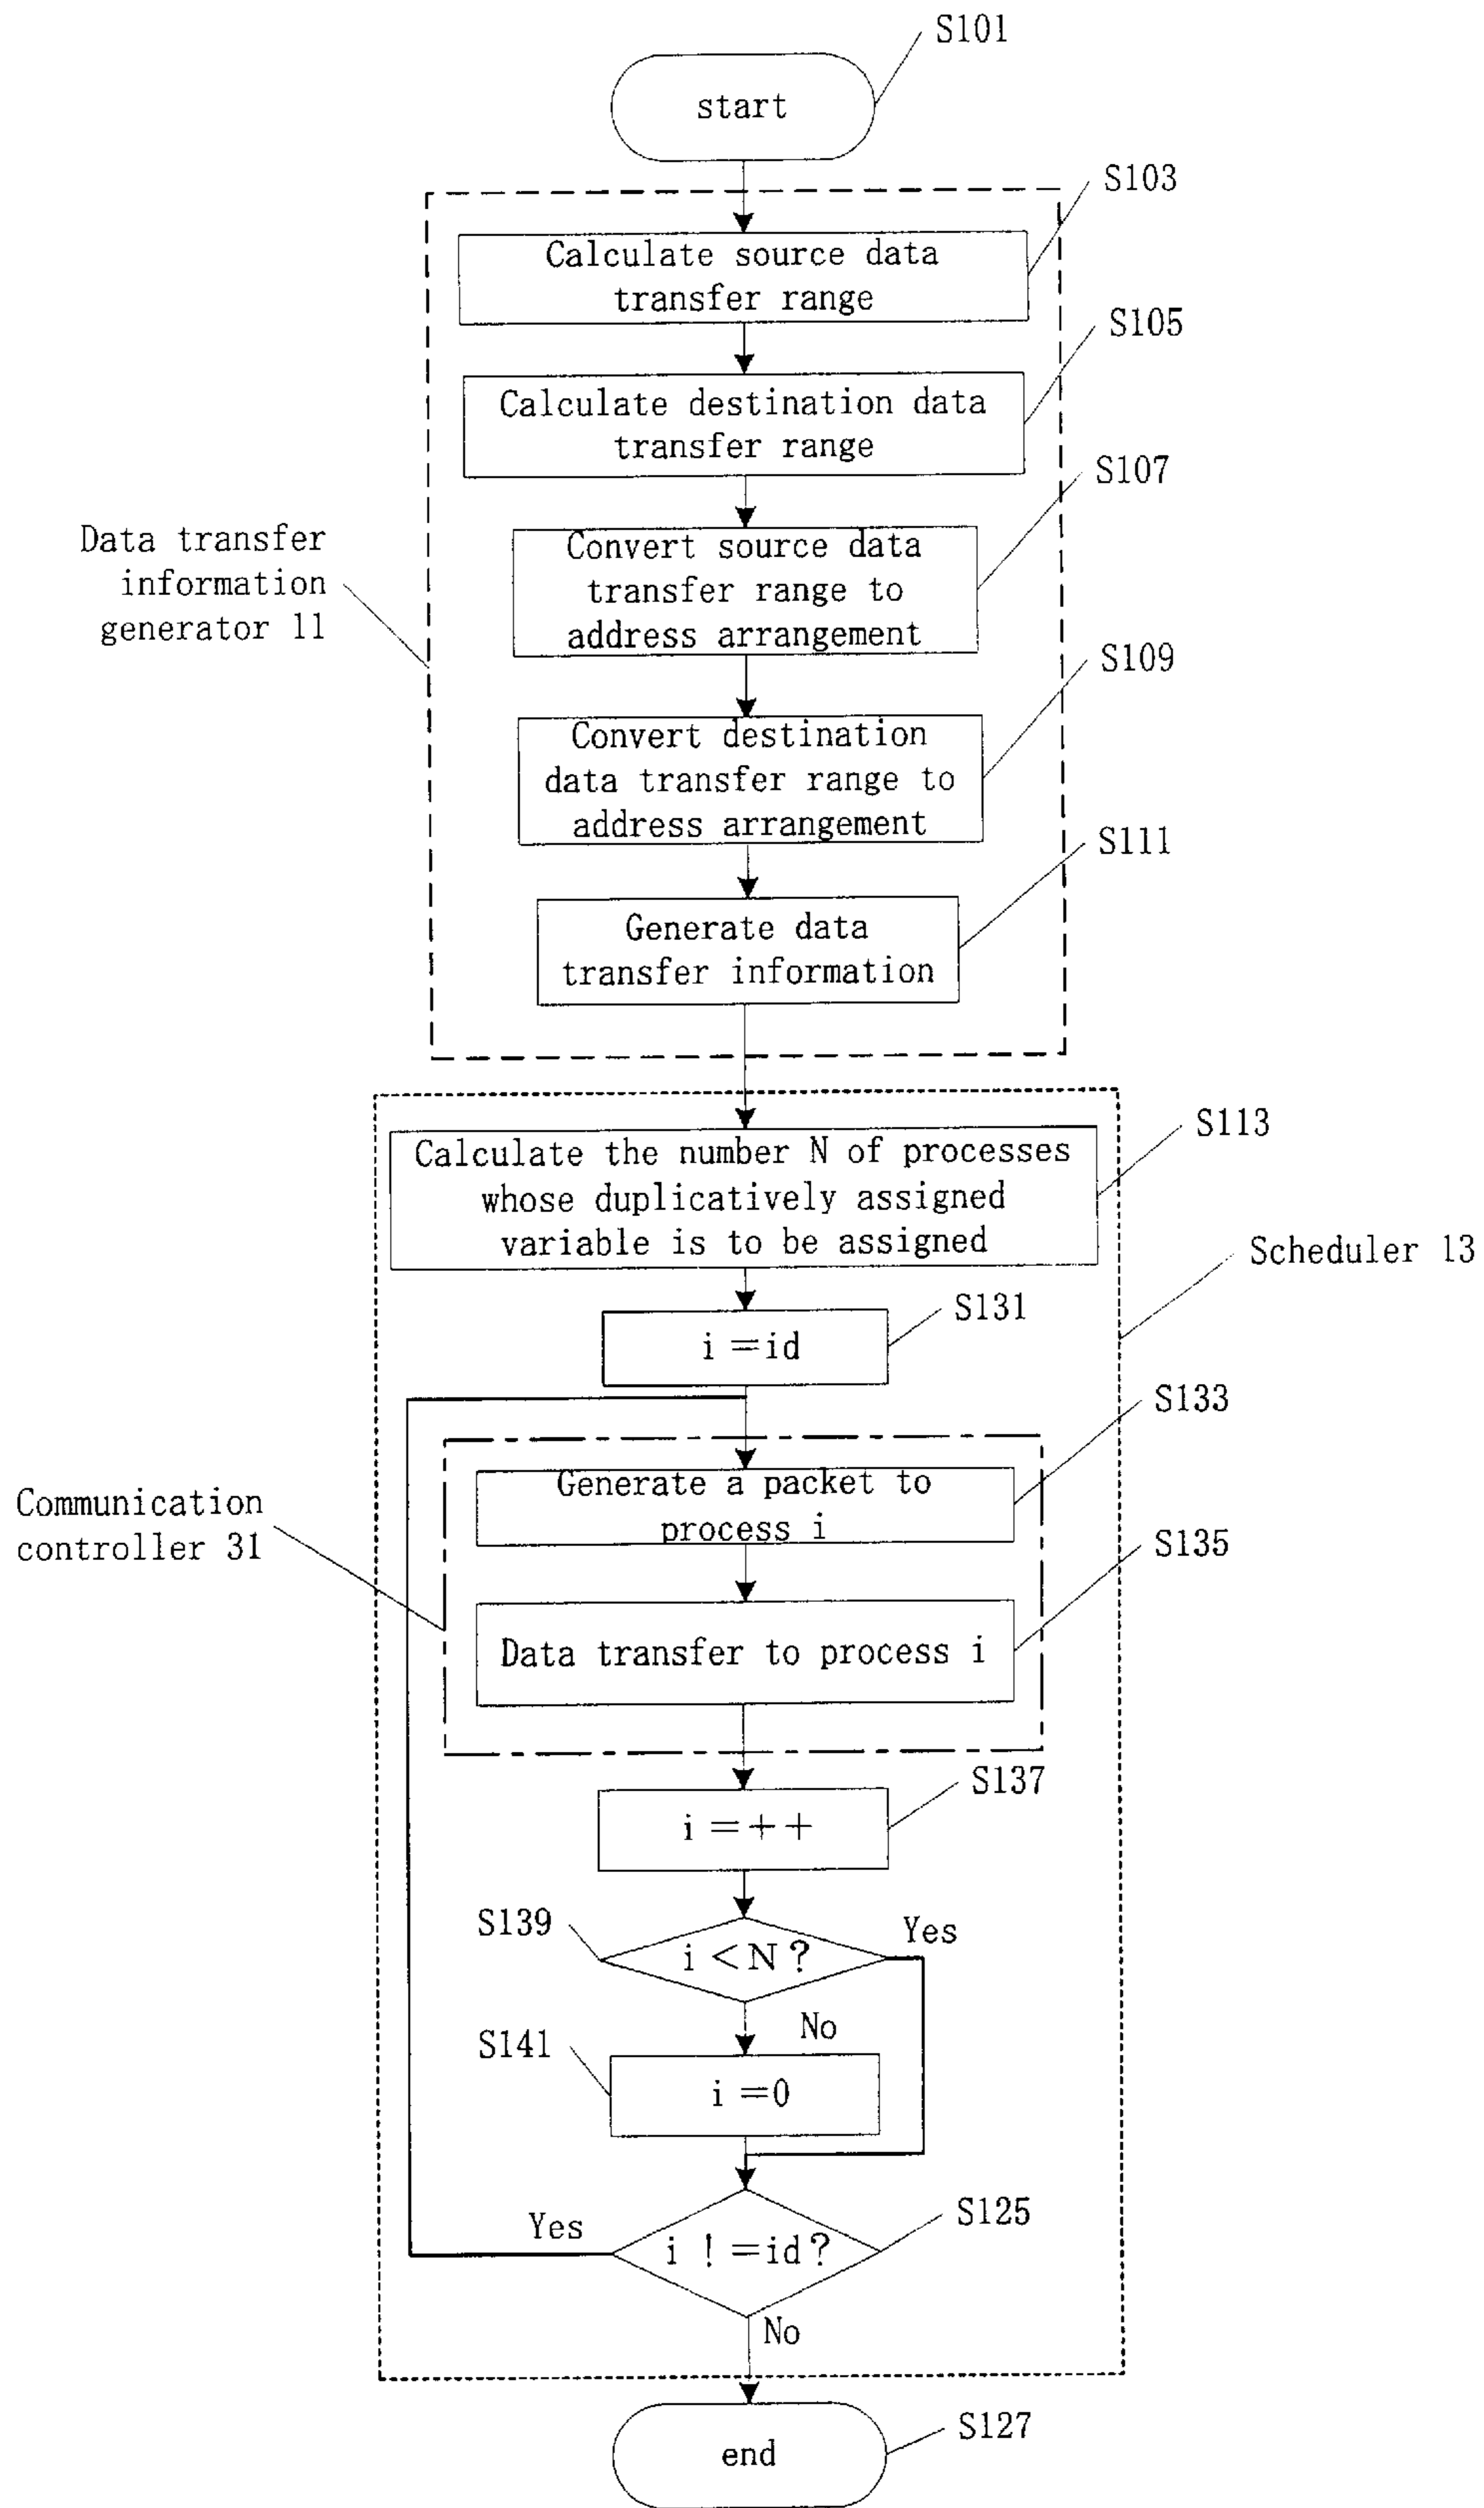 S101
start
S103
Calculate source data
transfer range
S105
Calculate destination data
transfer range
S107
Convert source data
transfer range to
address arrangement
Data transfer
information
generator 11
S109
Convert destination
data transfer range to
address arrangement
S111
Generate data
transfer information
S113
Calculate the number N of processes
whose duplicatively assigned
variable is to be assigned
Scheduler 13
S131
i =id
S133
Generate a packet to
process i
Communication
controller 31
S135
Data transfer to process i
S137
i =++
S139
i <N ?
Yes
No
S141
i =0
S125
i ! =id ?
Yes
No
S127
end